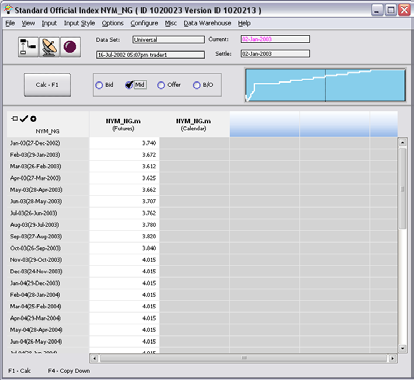 Standard Official Index NYM_NG ( ID 1020023 Version ID 1020213 )
File View Input Input Style Options Configure Misc Data Warehouse Help
Data Set: Universal Current: 02-Jan-2003
16-Jul-2002 05:07pm trader1 Settle: 02-Jan-2003
Calc - F1 Bid Mid Offer B/O
NYM_NG NYM_NG.m (Futures) NYM_NG.m (Calendar)
Jan-03(27-Dec-2002) 3.740
Feb-03(29-Jan-2003) 3.672
Mar-03(26-Feb-2003) 3.612
Apr-03(27-Mar-2003) 3.625
May-03(28-Apr-2003) 3.662
Jun-03(28-May-2003) 3.707
Jul-03(26-Jun-2003) 3.762
Aug-03(29-Jul-2003) 3.780
Sep-03(27-Aug-2003) 3.820
Oct-03(26-Sep-2003) 3.840
Nov-03(29-Oct-2003) 4.015
Dec-03(24-Nov-2003) 4.015
Jan-04(29-Dec-2003) 4.015
Feb-04(28-Jan-2004) 4.015
Mar-04(25-Feb-2004) 4.015
Apr-04(29-Mar-2004) 4.015
May-04(28-Apr-2004) 4.015
Jun-04(26-May-2004) 4.015
Jul-04(28-Jun-2004) 4.015
F1 - Calc F4 - Copy Down